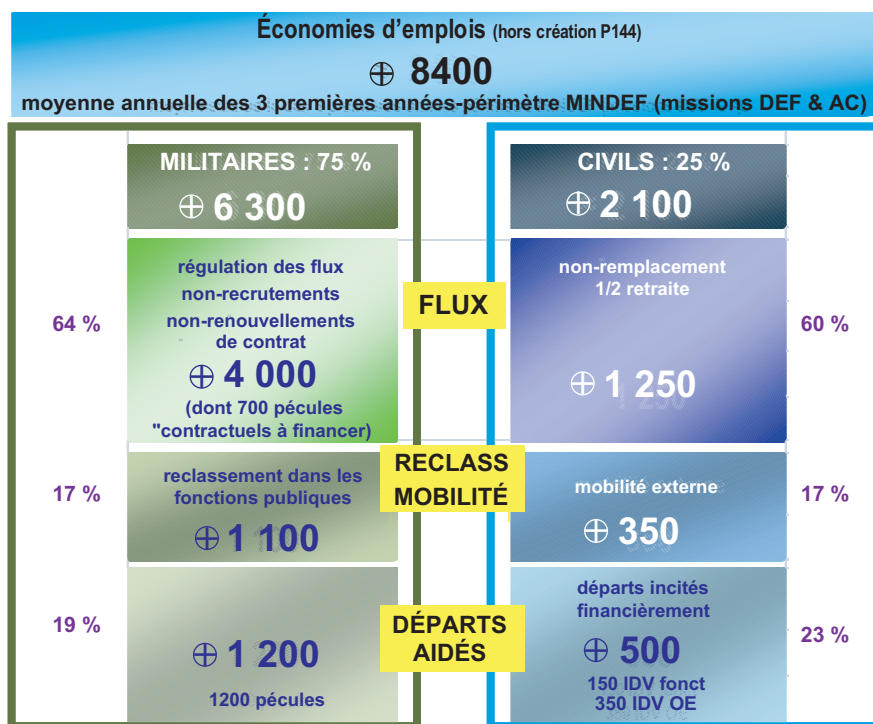 Économies d'emplois (hors création P144)
⊕ 8400
moyenne annuelle des 3 premières années-périmètre MINDEF (missions DEF & AC)
MILITAIRES : 75 %
⊕ 6 300
CIVILS : 25 %
⊕ 2 100
64 %
régulation des flux
non-recrutements
non-renouvellements
de contrat
⊕ 4 000
(dont 700 pécules
"contractuels à financer)
FLUX
non-remplacement
1/2 retraite
⊕ 1 250
60 %
17 %
reclassement dans les
fonctions publiques
⊕ 1 100
RECLASS
MOBILITÉ
mobilité externe
⊕ 350
17 %
19 %
⊕ 1 200
1200 pécules
DÉPARTS
AIDÉS
départs incités
financièrement
⊕ 500
150 IDV fonct
350 IDV OE
23 %